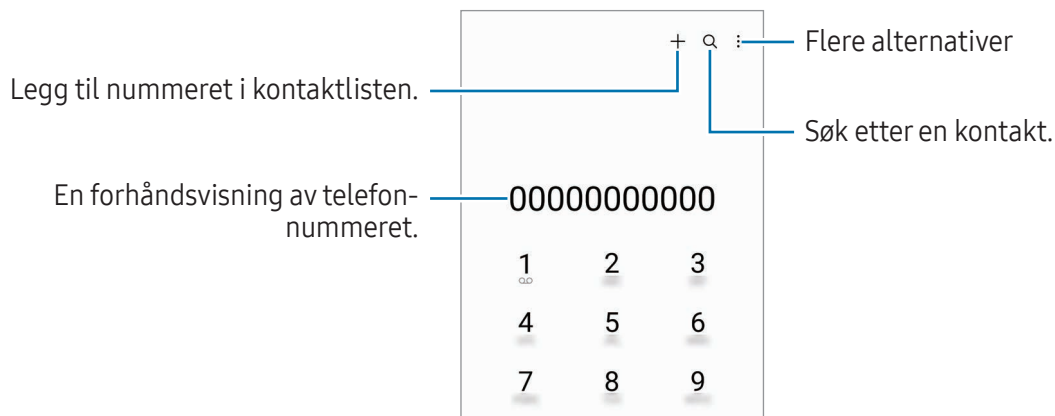 Flere alternativer
Legg til nummeret i kontaktlisten.
Søk etter en kontakt.
En forhåndsvisning av telefon-
nummeret.
00000000000
1 2 3
4 5 6
7 8 9